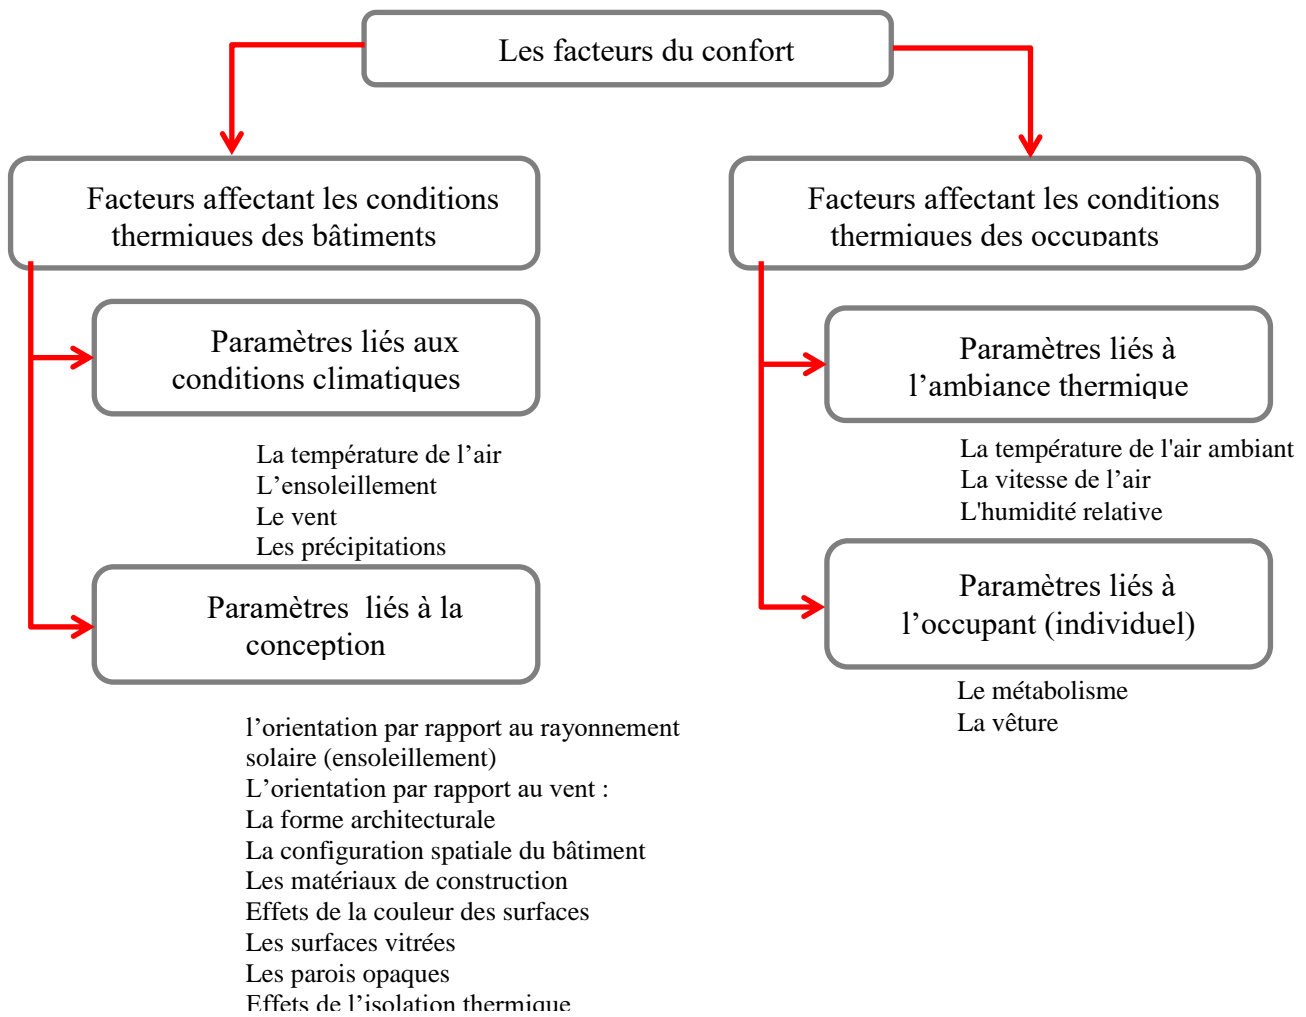 Les facteurs du confort
Facteurs affectant les conditions
thermiques des bâtiments
Paramètres liés aux
conditions climatiques
La température de l’air
L’ensoleillement
Le vent
Les précipitations
Paramètres  liés à la
conception
l’orientation par rapport au rayonnement
solaire (ensoleillement)
L’orientation par rapport au vent :
La forme architecturale
La configuration spatiale du bâtiment
Les matériaux de construction
Effets de la couleur des surfaces
Les surfaces vitrées
Les parois opaques
Effets de l’isolation thermique
Facteurs affectant les conditions
thermiques des occupants
Paramètres liés à
l’ambiance thermique
La température de l'air ambiant
La vitesse de l’air
L'humidité relative
Paramètres liés à
l’occupant (individuel)
Le métabolisme
La vêture